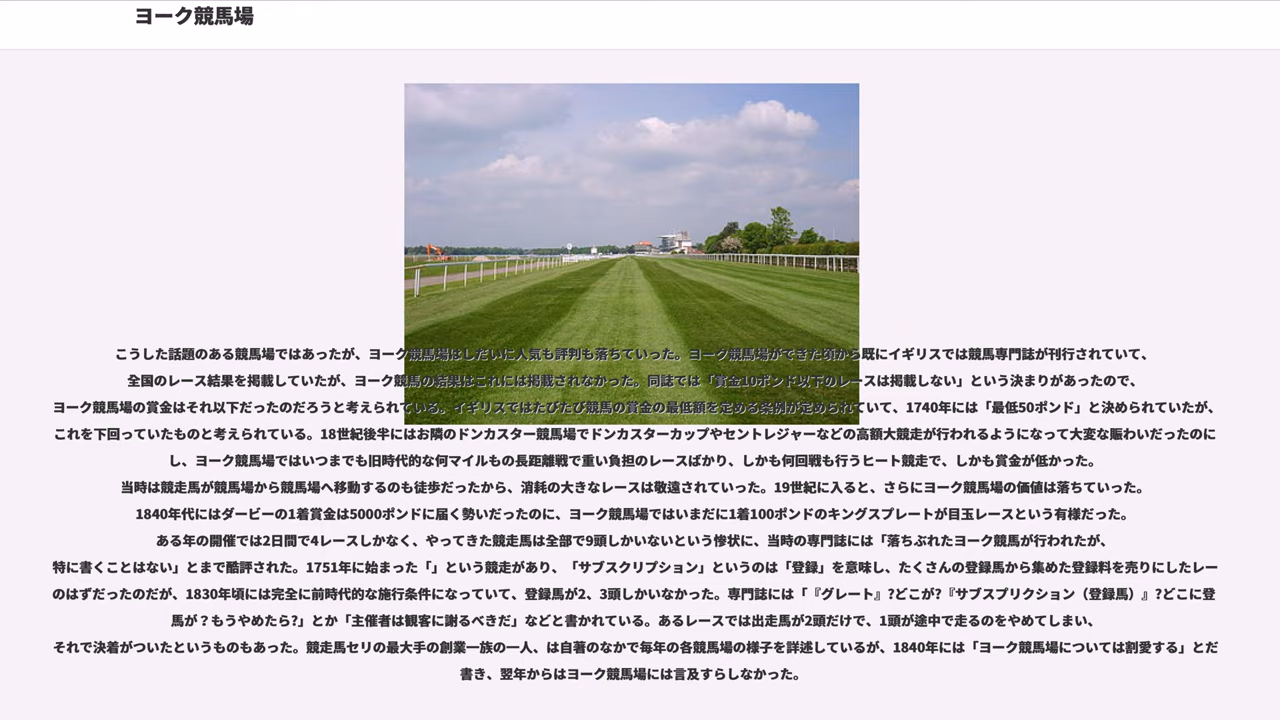 ヨーク競馬場
こうした話題のある競馬場ではあったが、ヨーク競馬場はしだいに人気も評判も落ちていった。ヨーク競馬場ができた頃から既にイギリスでは競馬専門誌が刊行されていて、
全国のレース結果を掲載していたが、ヨーク競馬の結果はこれには掲載されなかった。同誌では「賞金10ポンド以下のレースは掲載しない」という決まりがあったので、
ヨーク競馬場の賞金はそれ以下だったのだろうと考えられている。イギリスではたびたび競馬の賞金の最低額を定める条例が定められていて、1740年には「最低50ポンド」と決められていたが、
これを下回っていたものと考えられている。18世紀後半にはお隣のドンカスター競馬場でドンカスターカップやセントレジャーなどの高額大競走が行われるようになって大変な賑わいだったのに
し、ヨーク競馬場ではいつまでも旧時代的な何マイルもの長距離戦で重い負担のレースばかり、しかも何回戦も行うヒート競走で、しかも賞金が低かった。
当時は競走馬が競馬場から競馬場へ移動するのも徒歩だったから、消耗の大きなレースは敬遠されていった。19世紀に入ると、さらにヨーク競馬場の価値は落ちていった。
1840年代にはダービーの1着賞金は5000ポンドに届く勢いだったのに、ヨーク競馬場ではいまだに1着100ポンドのキングスプレートが目玉レースという有様だった。
ある年の開催では2日間で4レースしかなく、やってきた競走馬は全部で9頭しかいないという惨状に、当時の専門誌には「落ちぶれたヨーク競馬が行われたが、
特に書くことはない」とまで酷評された。1751年に始まった「」という競走があり、「サブスクリプション」というのは「登録」を意味し、たくさんの登録馬から集めた登録料を売りにしたレー
のはずだったのだが、1830年頃には完全に前時代的な施行条件になっていて、登録馬が2、3頭しかいなかった。専門誌には「『グレート』?どこが?『サブスプリクション（登録馬）』?どこに登
馬が？もうやめたら?」とか「主催者は観客に謝るべきだ」などと書かれている。あるレースでは出走馬が2頭だけで、1頭が途中で走るのをやめてしまい、
それで決着がついたというものもあった。競走馬セリの最大手の創業一族の一人、は自著のなかで毎年の各競馬場の様子を詳述しているが、1840年には「ヨーク競馬場については割愛する」とだ
書き、翌年からはヨーク競馬場には言及すらしなかった。